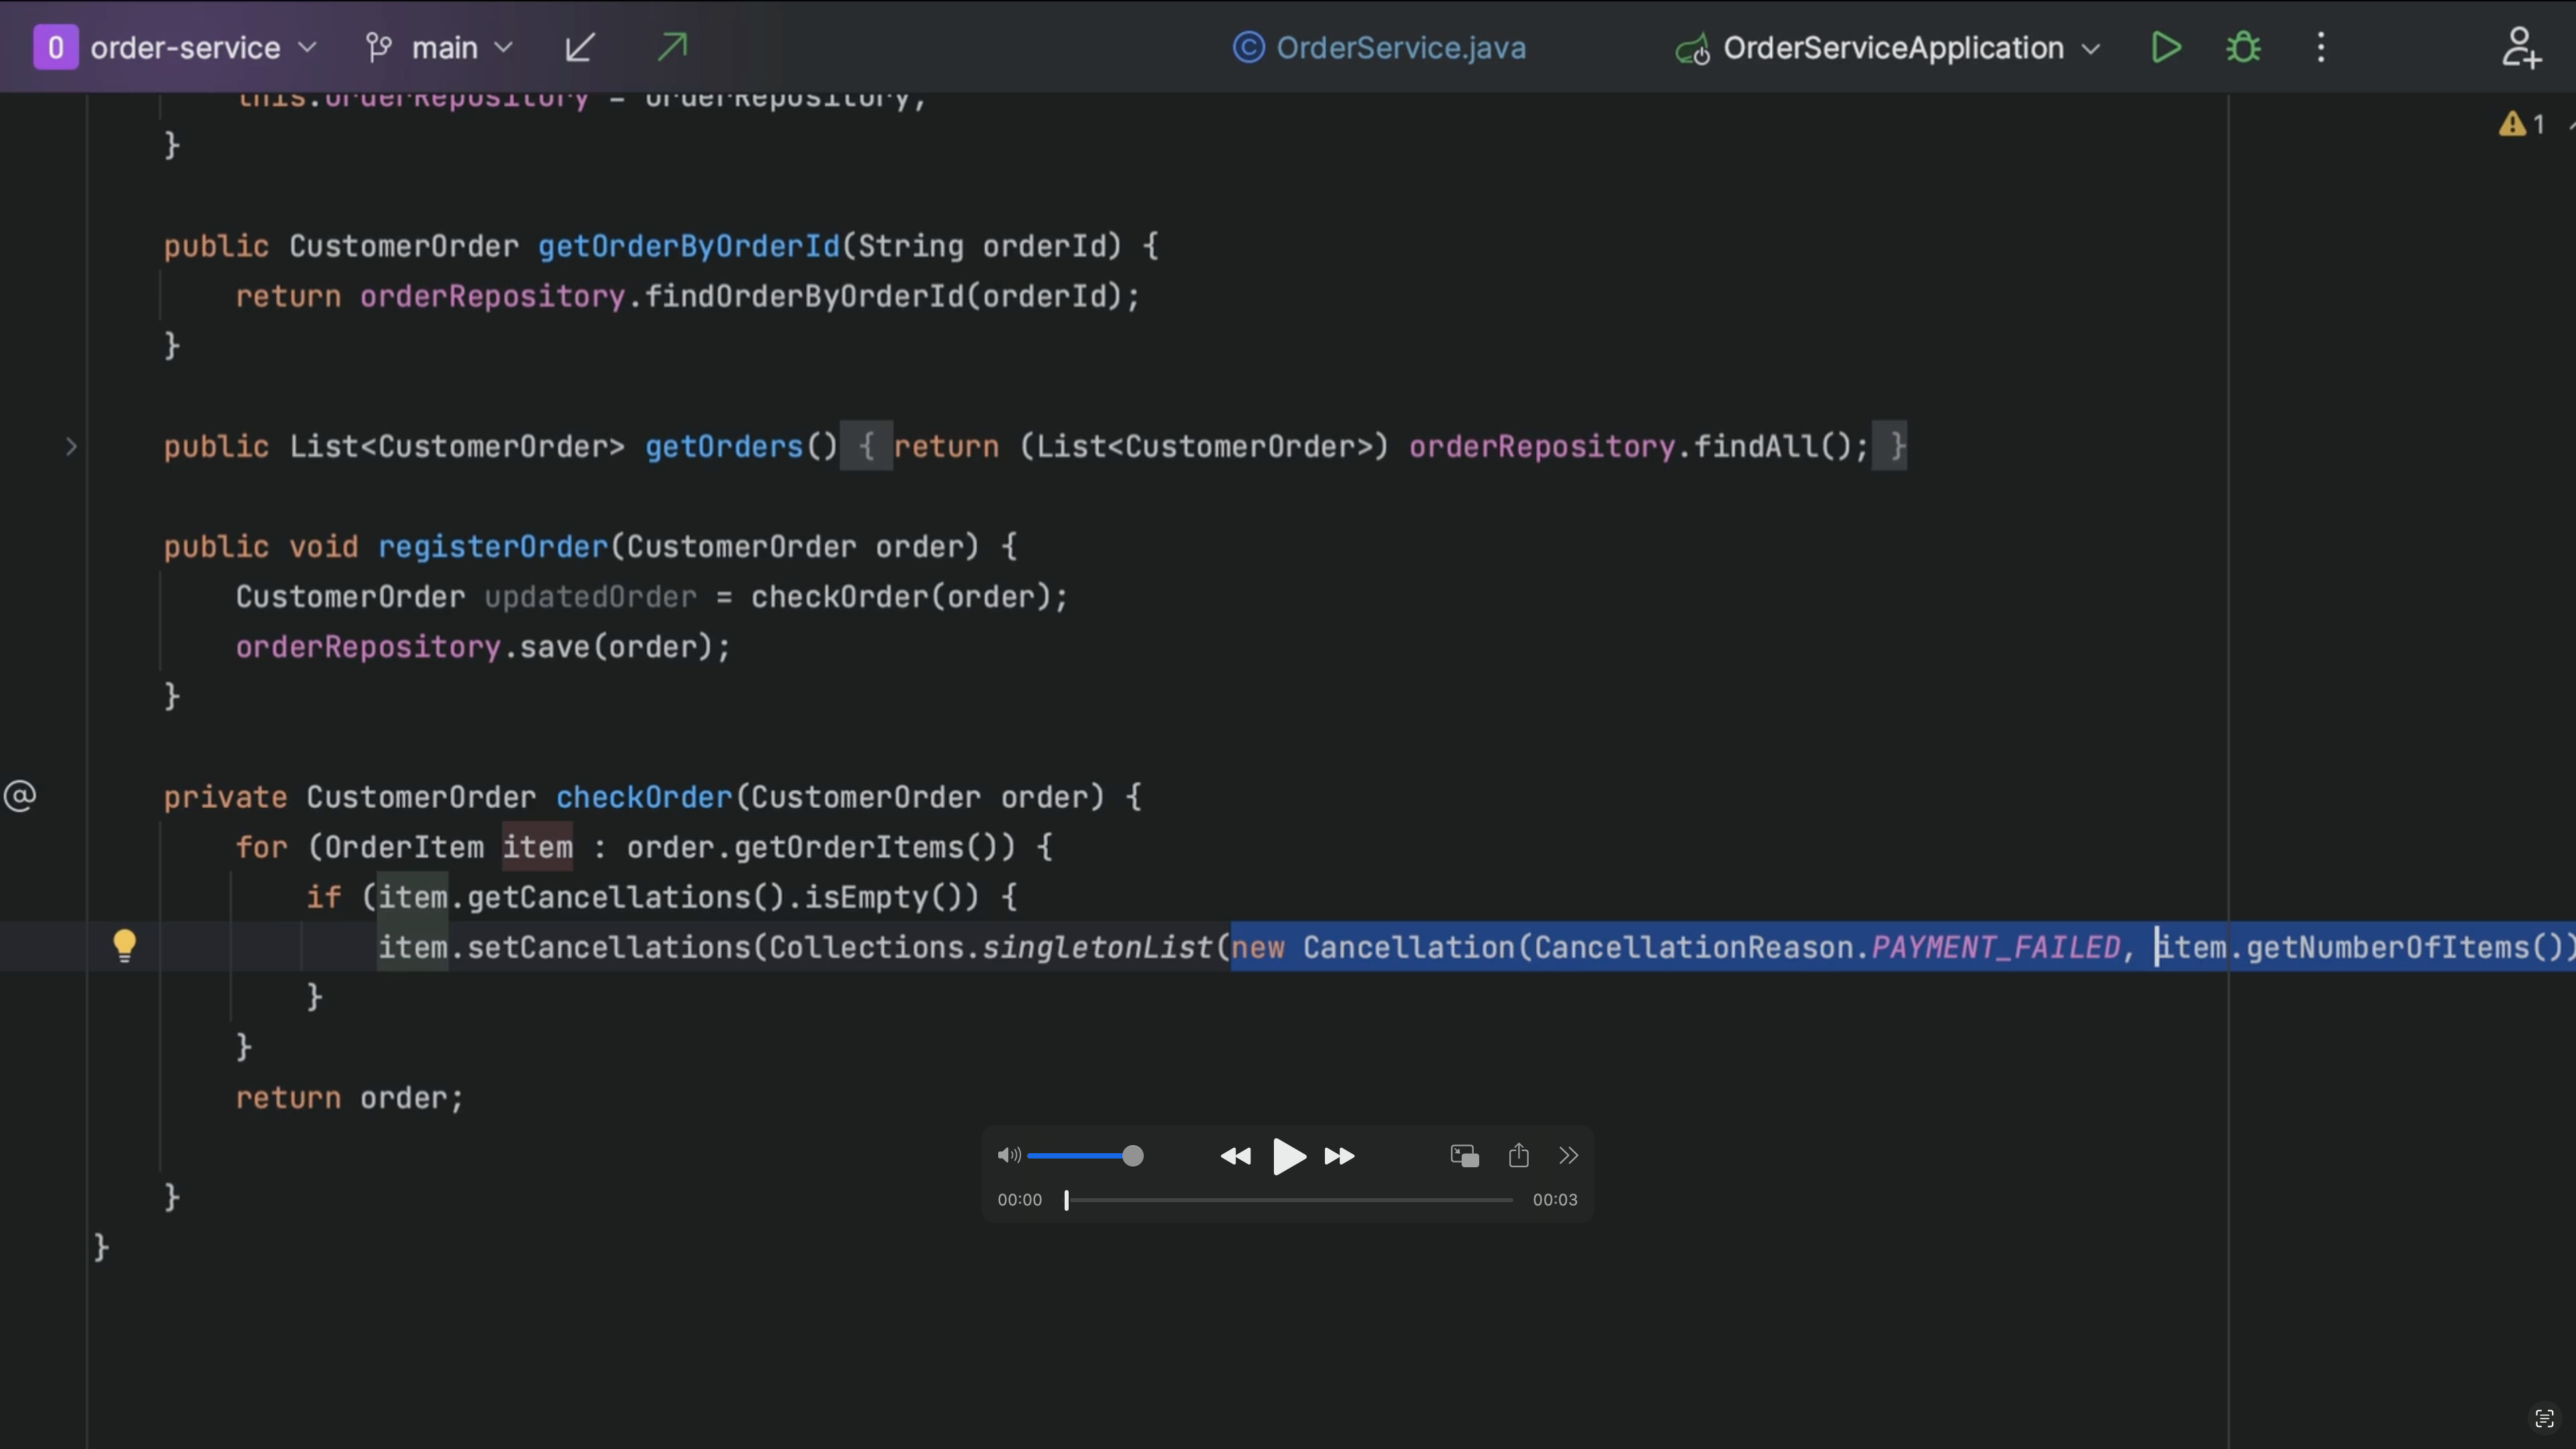 O order-service main OrderService.java OrderServiceApplication
this.orderRepository = orderRepository;
1
}
public CustomerOrder getOrderByOrderId(String orderId) {
return orderRepository.findOrderByOrderId(orderId);
}
public List<CustomerOrder> getOrders() { return (List<CustomerOrder>) orderRepository.findAll(); }
public void registerOrder(CustomerOrder order) {
CustomerOrder updatedOrder = checkOrder(order);
orderRepository.save(order);
}
@ private CustomerOrder checkOrder(CustomerOrder order) {
for (OrderItem item : order.getOrderItems()) {
if (item.getCancellations().isEmpty()) {
item.setCancellations(Collections.singletonList(new Cancellation(CancellationReason.PAYMENT_FAILED, item.getNumberOfItems())
}
}
return order;
00:00 00:03
}
}